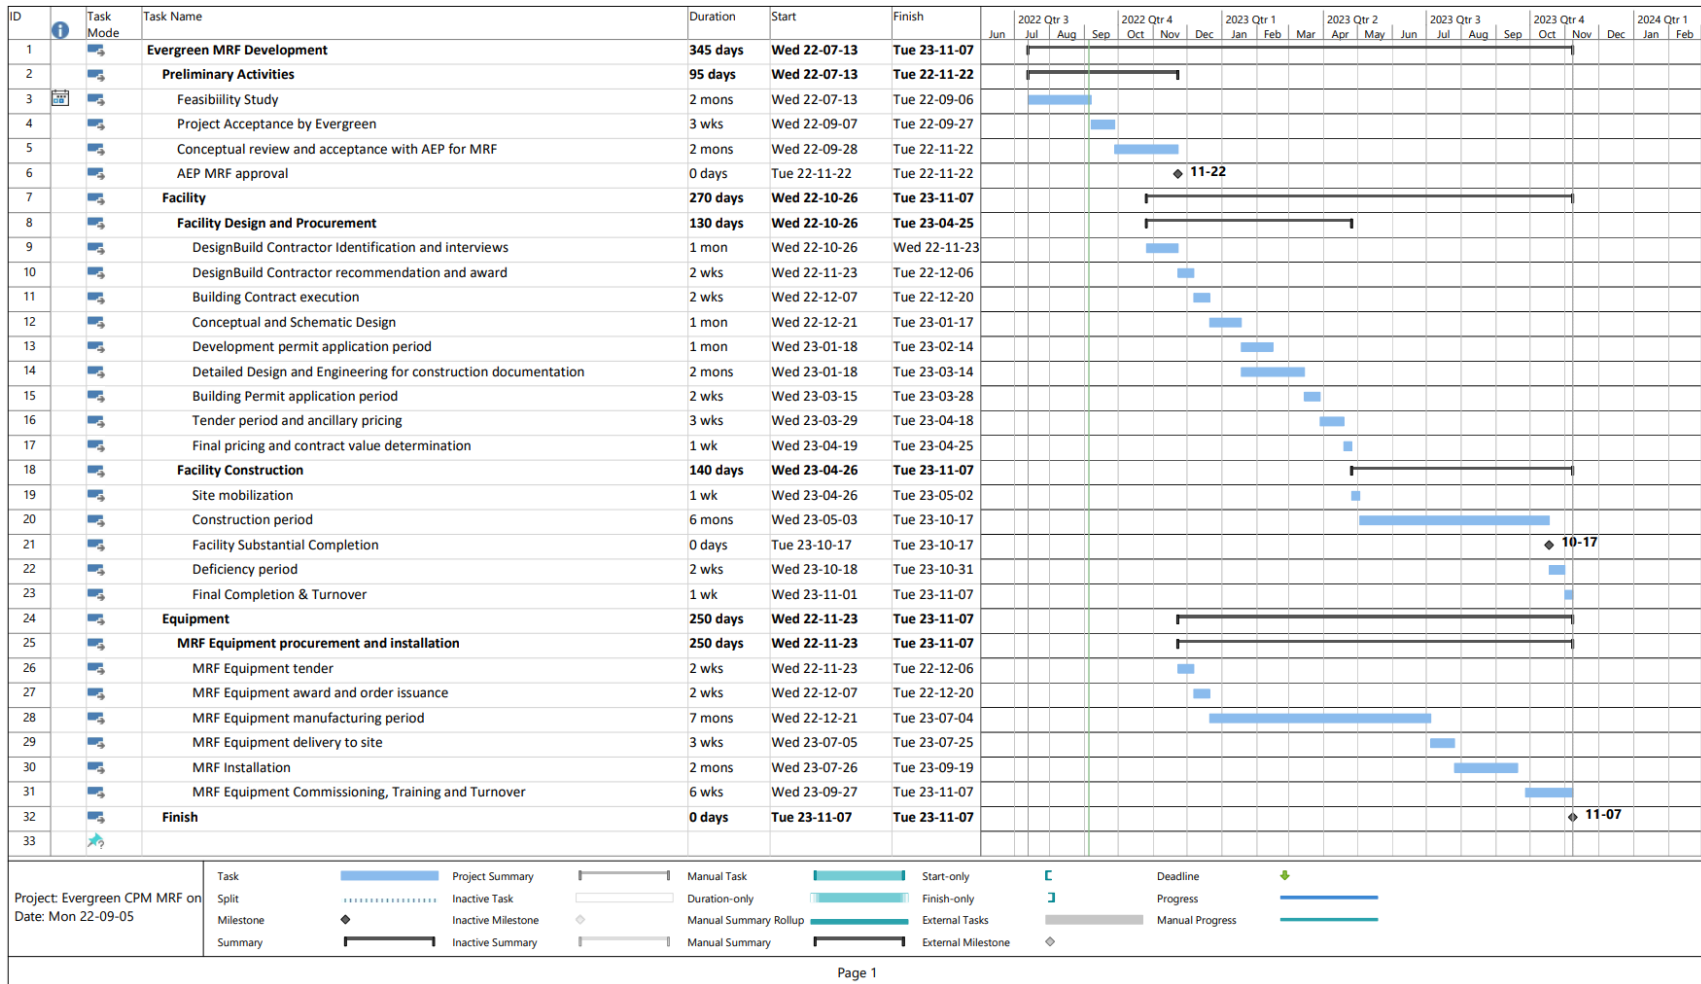 ID Task Mode Task Name Duration Start Finish
2022 Qtr 3 2022 Qtr 4 2023 Qtr 1 2023 Qtr 2 2023 Qtr 3 2023 Qtr 4 2024 Qtr 1
Jun Jul Aug Sep Oct Nov Dec Jan Feb Mar Apr May Jun Jul Aug Sep Oct Nov Dec Jan Feb
1 Evergreen MRF Development 345 days Wed 22-07-13 Tue 23-11-07
2 Preliminary Activities 95 days Wed 22-07-13 Tue 22-11-22
3 Feasibiility Study 2 mons Wed 22-07-13 Tue 22-09-06
4 Project Acceptance by Evergreen 3 wks Wed 22-09-07 Tue 22-09-27
5 Conceptual review and acceptance with AEP for MRF 2 mons Wed 22-09-28 Tue 22-11-22
6 AEP MRF approval 0 days Tue 22-11-22 Tue 22-11-22 11-22
7 Facility 270 days Wed 22-10-26 Tue 23-11-07
8 Facility Design and Procurement 130 days Wed 22-10-26 Tue 23-04-25
9 DesignBuild Contractor Identification and interviews 1 mon Wed 22-10-26 Wed 22-11-23
10 DesignBuild Contractor recommendation and award 2 wks Wed 22-11-23 Tue 22-12-06
11 Building Contract execution 2 wks Wed 22-12-07 Tue 22-12-20
12 Conceptual and Schematic Design 1 mon Wed 22-12-21 Tue 23-01-17
13 Development permit application period 1 mon Wed 23-01-18 Tue 23-02-14
14 Detailed Design and Engineering for construction documentation 2 mons Wed 23-01-18 Tue 23-03-14
15 Building Permit application period 2 wks Wed 23-03-15 Tue 23-03-28
16 Tender period and ancillary pricing 3 wks Wed 23-03-29 Tue 23-04-18
17 Final pricing and contract value determination 1 wk Wed 23-04-19 Tue 23-04-25
18 Facility Construction 140 days Wed 23-04-26 Tue 23-11-07
19 Site mobilization 1 wk Wed 23-04-26 Tue 23-05-02
20 Construction period 6 mons Wed 23-05-03 Tue 23-10-17
21 Facility Substantial Completion 0 days Tue 23-10-17 Tue 23-10-17 10-17
22 Deficiency period 2 wks Wed 23-10-18 Tue 23-10-31
23 Final Completion & Turnover 1 wk Wed 23-11-01 Tue 23-11-07
24 Equipment 250 days Wed 22-11-23 Tue 23-11-07
25 MRF Equipment procurement and installation 250 days Wed 22-11-23 Tue 23-11-07
26 MRF Equipment tender 2 wks Wed 22-11-23 Tue 22-12-06
27 MRF Equipment award and order issuance 2 wks Wed 22-12-07 Tue 22-12-20
28 MRF Equipment manufacturing period 7 mons Wed 22-12-21 Tue 23-07-04
29 MRF Equipment delivery to site 3 wks Wed 23-07-05 Tue 23-07-25
30 MRF Installation 2 mons Wed 23-07-26 Tue 23-09-19
31 MRF Equipment Commissioning, Training and Turnover 6 wks Wed 23-09-27 Tue 23-11-07
32 Finish 0 days Tue 23-11-07 Tue 23-11-07 11-07
33
Project: Evergreen CPM MRF on
Date: Mon 22-09-05
Task Project Summary Manual Task Start-only Deadline
Split Inactive Task Duration-only Finish-only Progress
Milestone Inactive Milestone Manual Summary Rollup External Tasks Manual Progress
Summary Inactive Summary Manual Summary External Milestone
Page 1